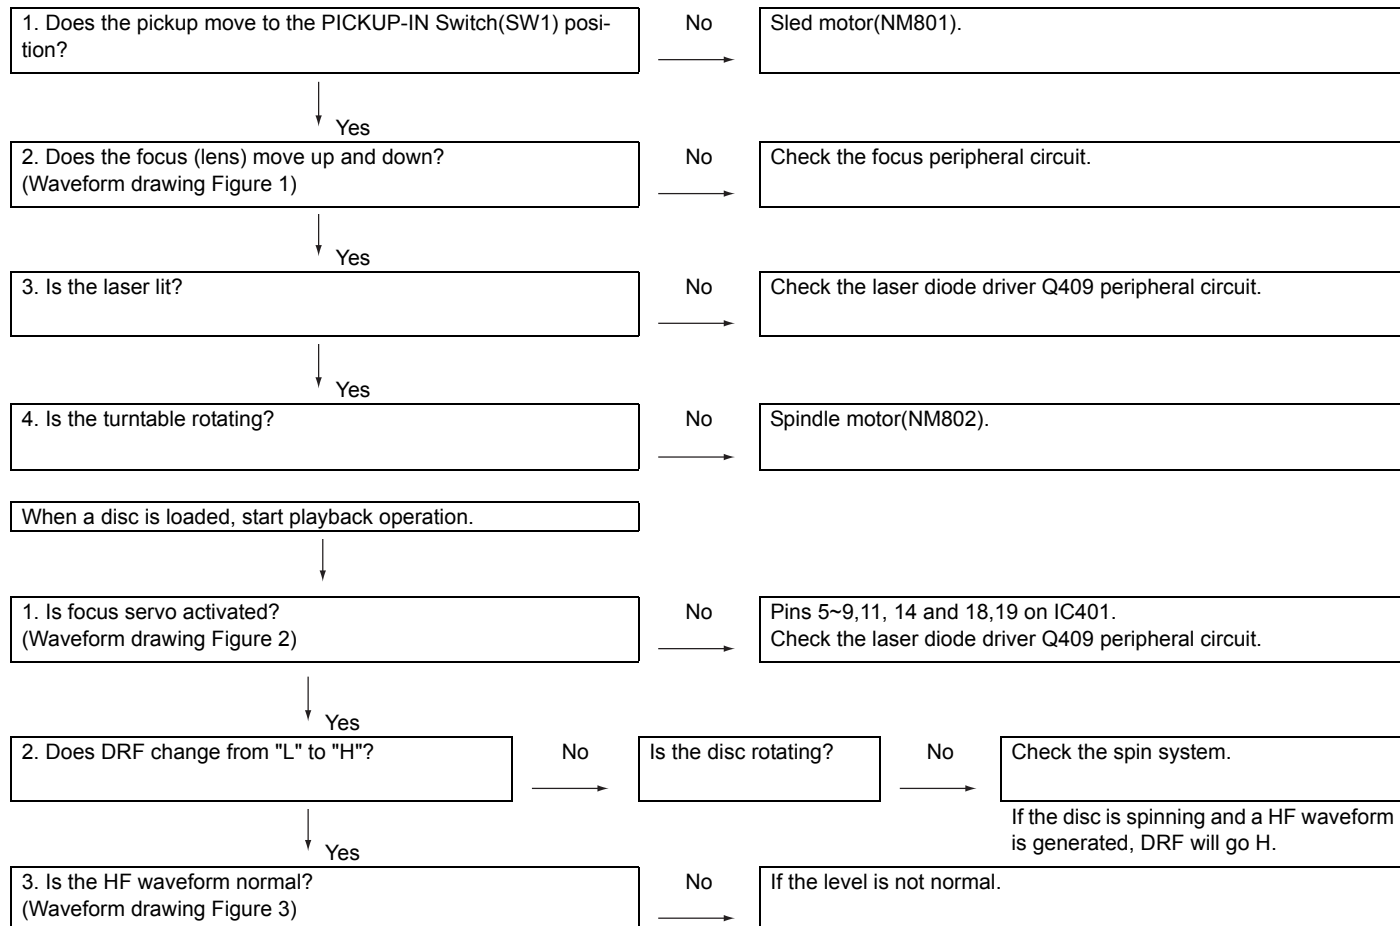 1. Does the pickup move to the PICKUP-IN Switch(SW1) posi-
tion?
No
Sled motor(NM801).
Yes
2. Does the focus (lens) move up and down?
(Waveform drawing Figure 1)
No
Check the focus peripheral circuit.
Yes
3. Is the laser lit?
No
Check the laser diode driver Q409 peripheral circuit.
Yes
4. Is the turntable rotating?
No
Spindle motor(NM802).
When a disc is loaded, start playback operation.
1. Is focus servo activated?
(Waveform drawing Figure 2)
No
Pins 5~9,11, 14 and 18,19 on IC401.
Check the laser diode driver Q409 peripheral circuit.
Yes
2. Does DRF change from "L" to "H"?
No
Is the disc rotating?
No
Check the spin system.
If the disc is spinning and a HF waveform
is generated, DRF will go H.
Yes
3. Is the HF waveform normal?
(Waveform drawing Figure 3)
No
If the level is not normal.